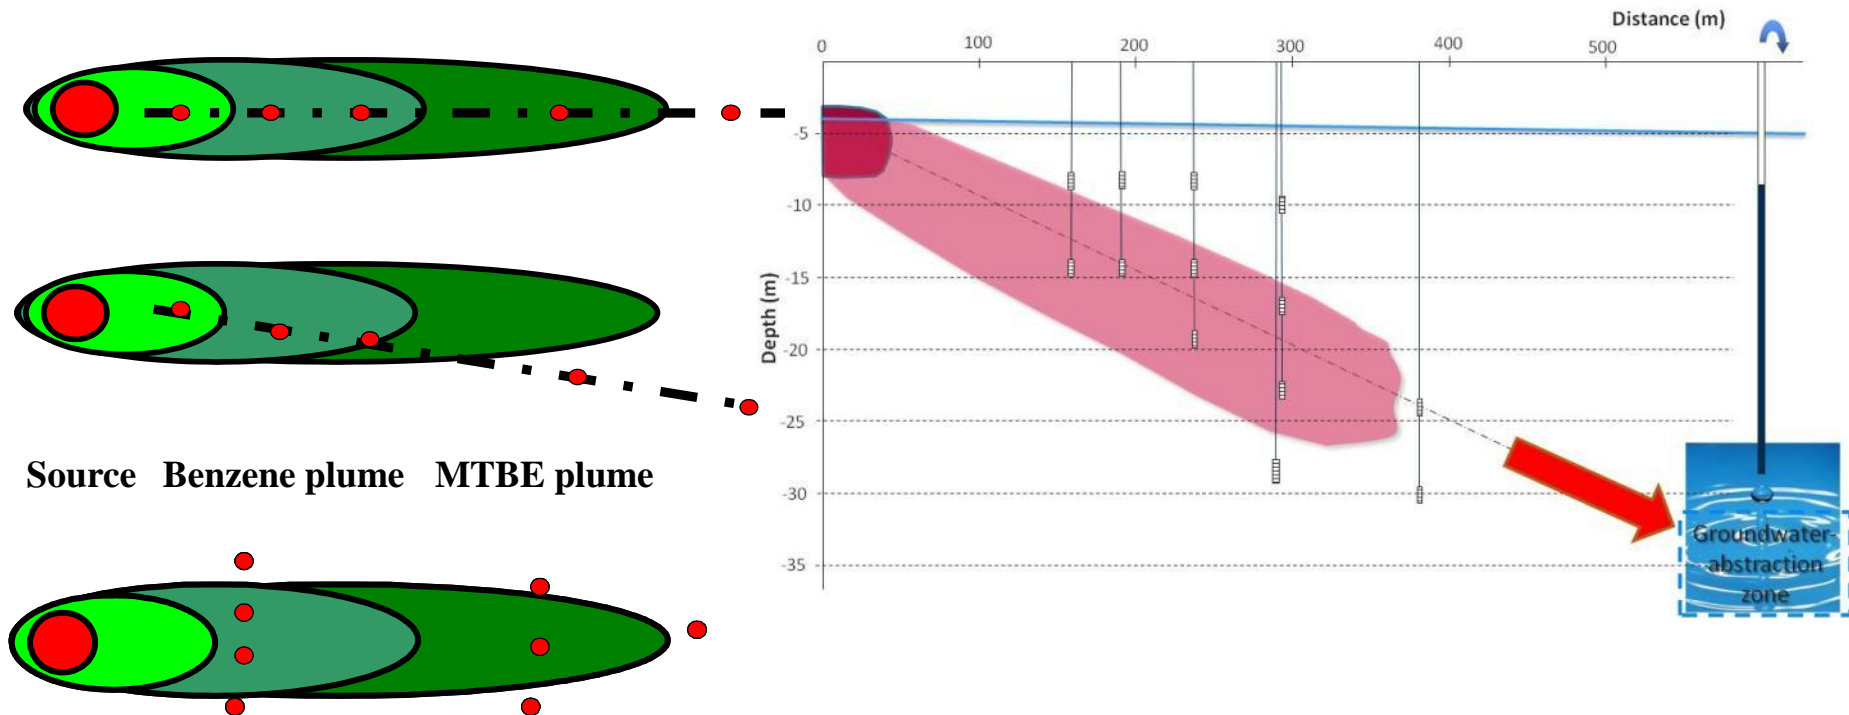 Distance (m)
0 100 200 300 400 500
-5
-10
-15
-20
-25
-30
-35
Depth (m)
Source Benzene plume MTBE plume
Groundwater-
abstraction
zone